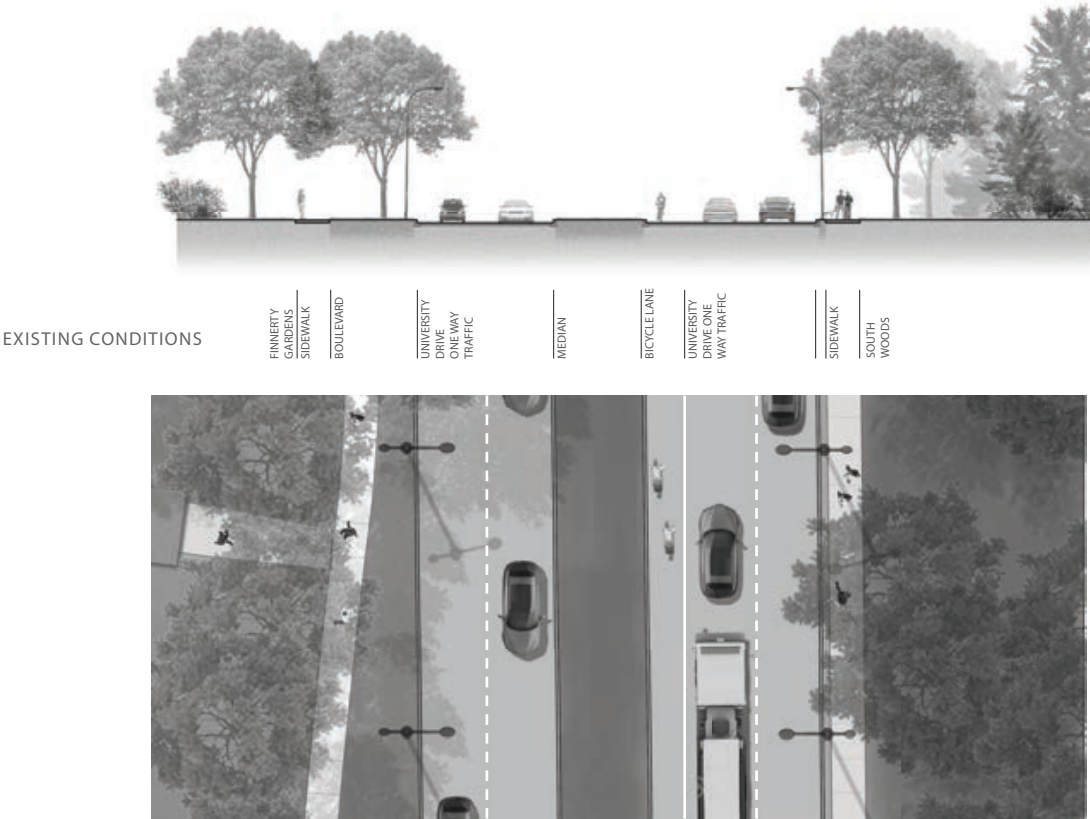 EXISTING CONDITIONS
FINNERTY
GARDENS
SIDEWALK
BOULEVARD
UNIVERSITY
DRIVE
ONE WAY
TRAFFIC
MEDIAN
BICYCLE LANE
UNIVERSITY
DRIVE ONE
WAY TRAFFIC
SIDEWALK
SOUTH
WOODS